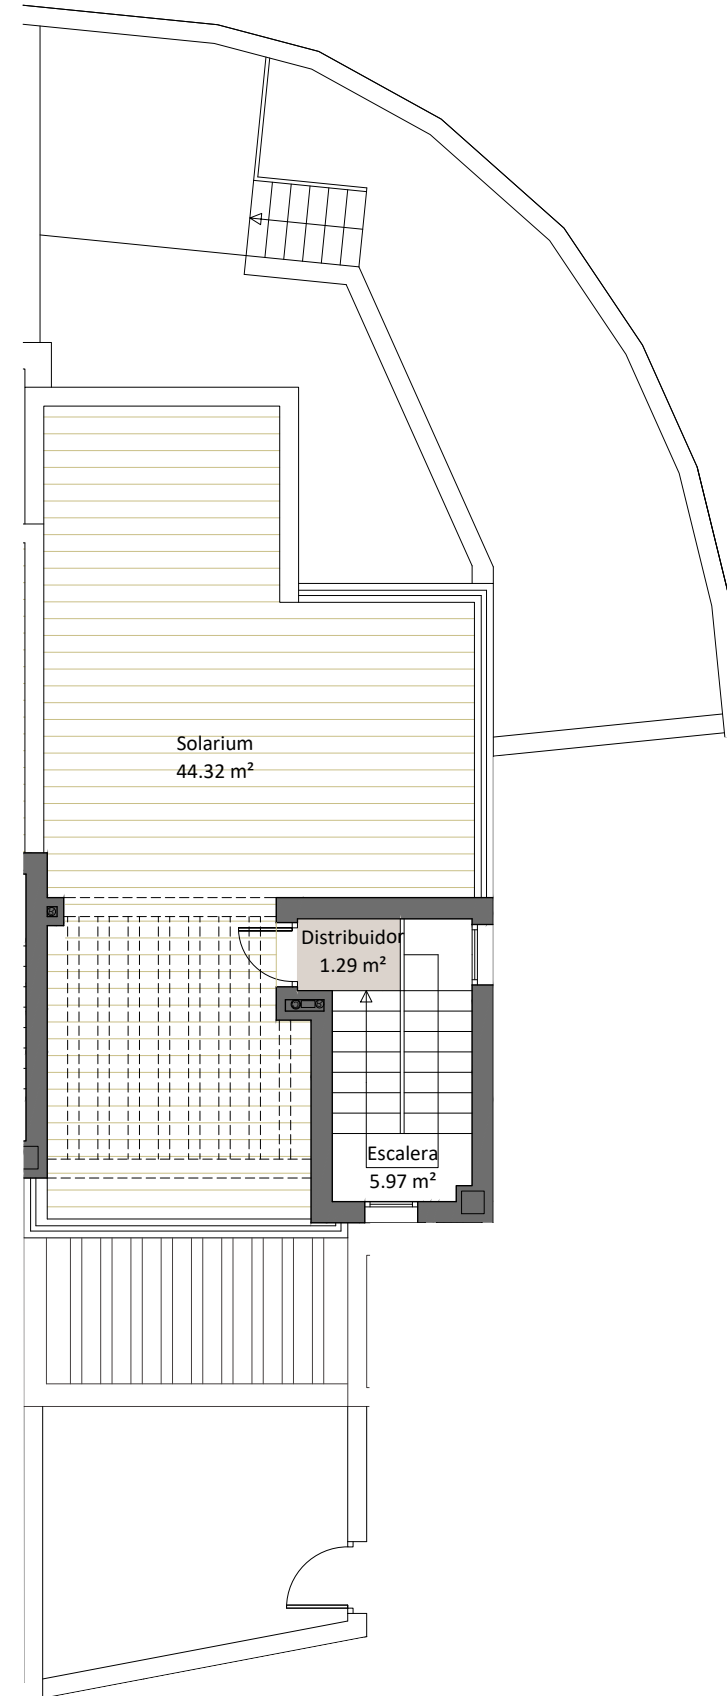 Solarium
44.32 m²
Distribuidor
1.29 m²
Escalera
5.97 m²